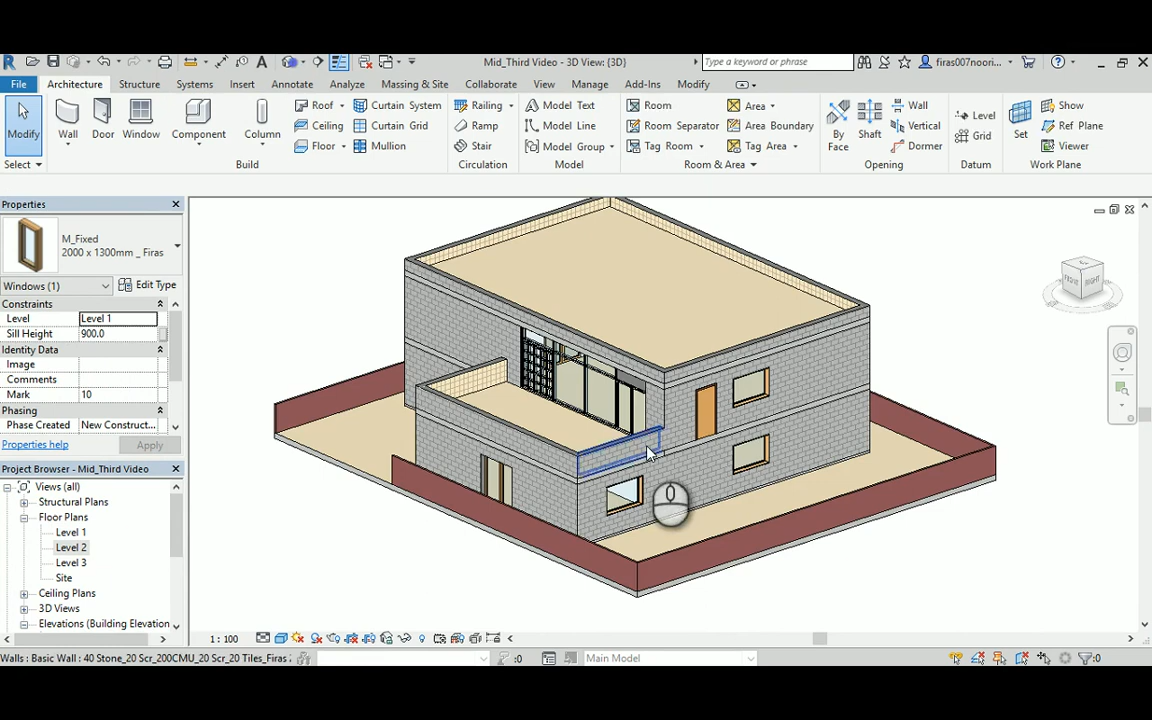 Mid_Third Video - 3D View: {3D}
Type a keyword or phrase
firas007noori...
File Architecture Structure Systems Insert Annotate Analyze Massing & Site Collaborate View Manage Add-Ins Modify
Modify Wall Door Window Component Column
Roof Curtain System
Ceiling Curtain Grid
Floor Mullion
Railing
Ramp
Stair
Model Text
Model Line
Model Group
Room Area
Room Separator Area Boundary
Tag Room Tag Area
By Face
Shaft
Wall
Vertical
Dormer
Level
Grid
Set
Show
Ref Plane
Viewer
Select Build Circulation Model Room & Area Opening Datum Work Plane
Properties
M_Fixed
2000 x 1300mm _ Firas
Windows (1) Edit Type
Constraints
Level Level 1
Sill Height 900.0
Identity Data
Image
Comments
Mark 10
Phasing
Phase Created New Construct...
Properties help Apply
Project Browser - Mid_Third Video
Views (all)
Structural Plans
Floor Plans
Level 1
Level 2
Level 3
Site
Ceiling Plans
3D Views
Elevations (Building Elevation
FRONT RIGHT
1 : 100
Walls : Basic Wall : 40 Stone_20 Scr_200CMU_20 Scr_20 Tiles_Firas
:0 Main Model :0